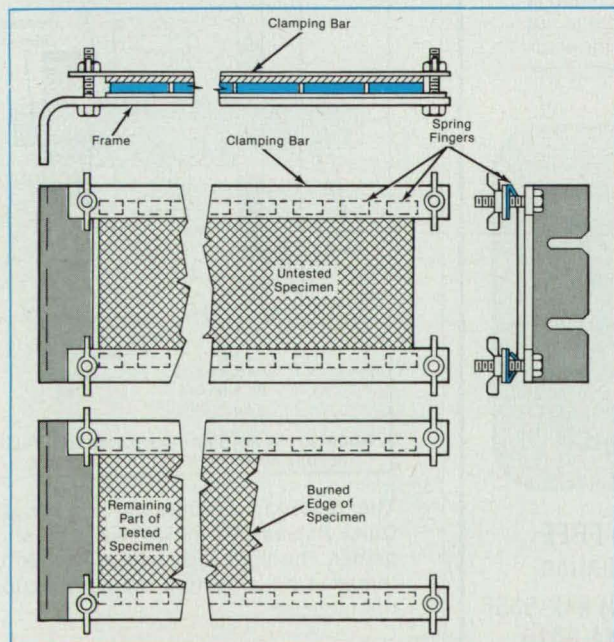 Clamping Bar
Frame
Clamping Bar
Spring
Fingers
Untested
Specimen
Remaining
Part of
Tested
Specimen
Burned
Edge of
Specimen